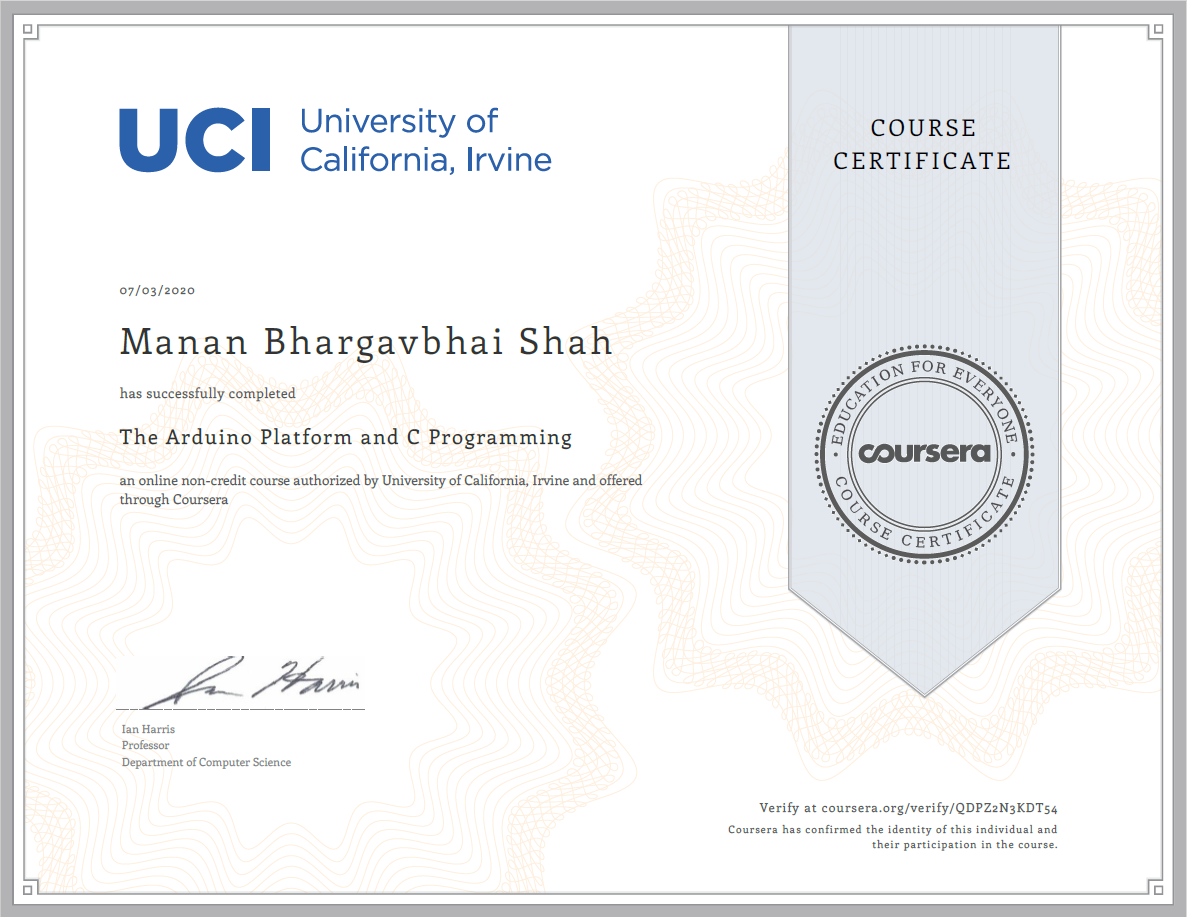 UCI
University of
California, Irvine
COURSE
CERTIFICATE
07/03/2020
Manan Bhargavbhai Shah
has successfully completed
The Arduino Platform and C Programming
an online non-credit course authorized by University of California, Irvine and offered
through Coursera
EDUCATION FOR EVERYONE
coursera
COURSE CERTIFICATE
Ian Harris
Ian Harris
Professor
Department of Computer Science
Verify at coursera.org/verify/QDPZ2N3KDT54
Coursera has confirmed the identity of this individual and
their participation in the course.